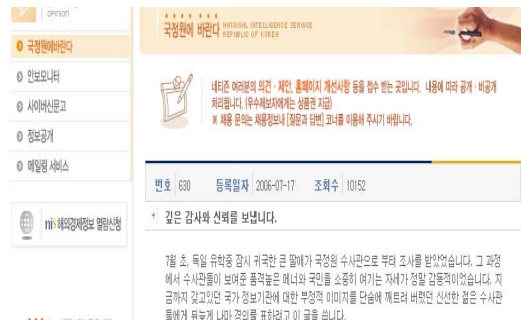 OPINION
국정원에 바란다 NATIONAL INTELLIGENCE SERVICE
REPUBLIC OF KOREA
국정원에바란다
안보모니터
사이버신문고
정보공개
메일링 서비스
nis 해외경제정보 열람신청
네티즌 여러분의 의견 · 제안, 홈페이지 개선사항 등을 접수 받는 곳입니다. 내용에 따라 공개 · 비공개
처리됩니다. (우수제보자에게는 상품권 지급)
※ 채용 문의는 채용정보내 [질문과 답변] 코너를 이용해 주시기 바랍니다.
번호 630 등록일자 2006-07-17 조회수 10152
깊은 감사와 신뢰를 보냅니다.
7월 초, 독일 유학중 잠시 귀국한 큰 딸애가 국정원 수사관으로 부터 조사를 받았었습니다. 그 과정
에서 수사관들이 보여준 품격높은 메너와 국민을 소중히 여기는 자세가 정말 감동적이었습니다. 지
금까지 갖고있던 국가 정보기관에 대한 부정적 이미지를 단숨에 깨트려 버렸던 신선한 젊은 수사관
들에게 뒤늦게 나마 경의를 표하려고 이 글을 씁니다.